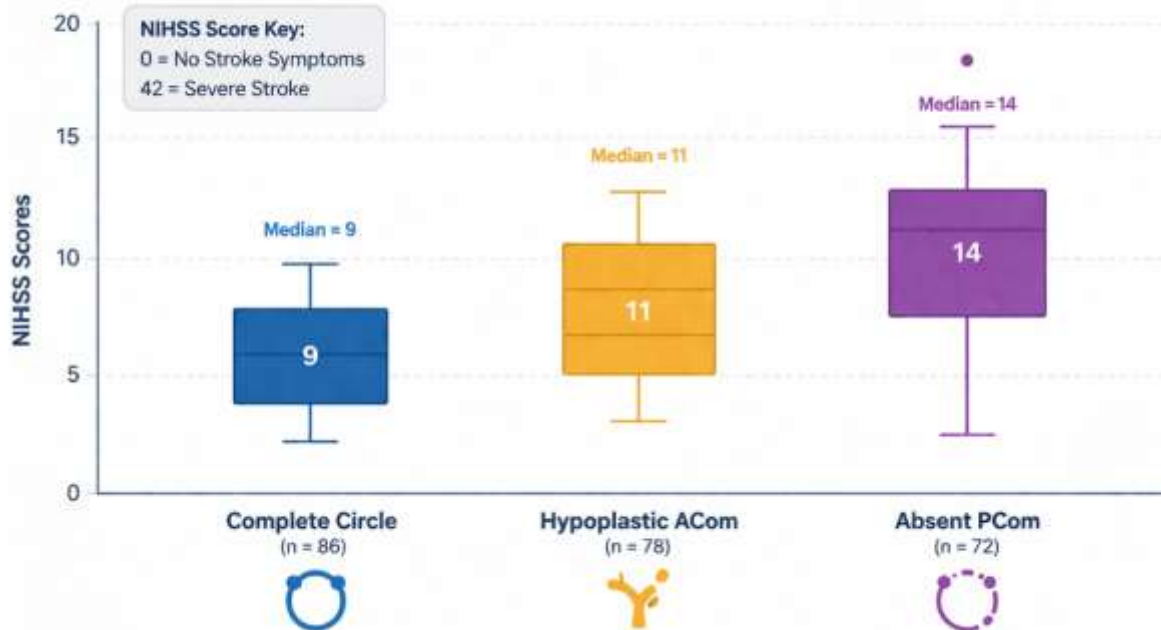 20
NIHSS Score Key:
0 = No Stroke Symptoms
42 = Severe Stroke
Median = 14
15
Median = 11
Median = 9
NIHSS Scores
10
14
11
9
5
0
Complete Circle
Hypoplastic ACom
Absent PCom
(n = 86)
(n = 78)
(n = 72)